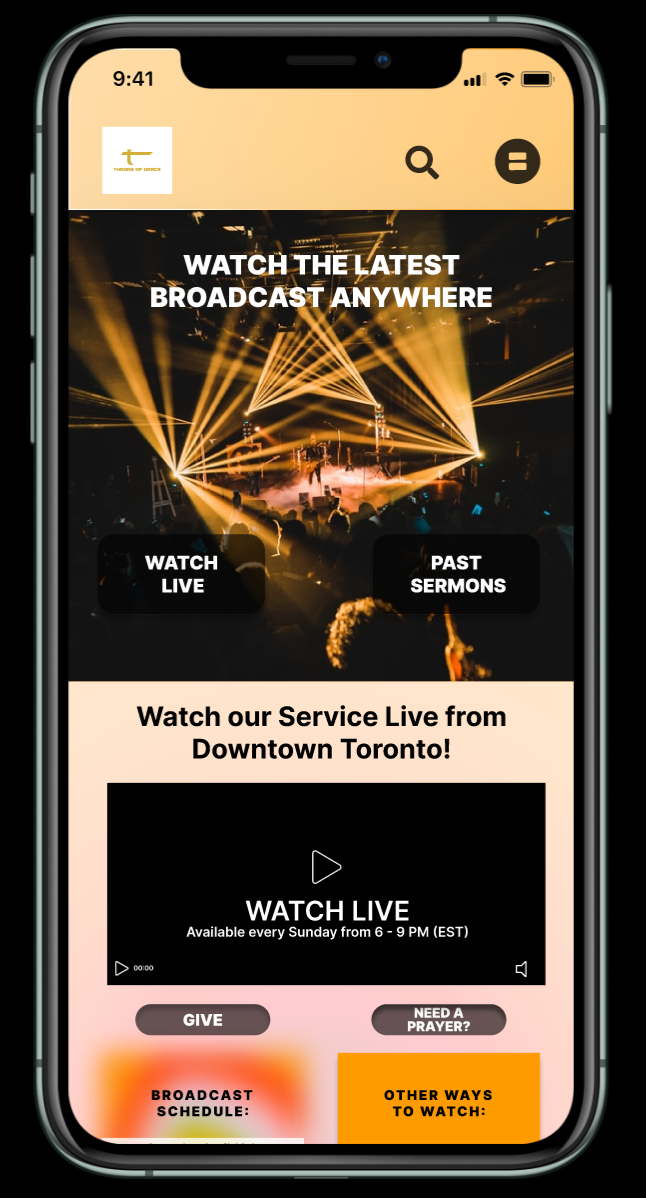 9:41
THRONE OF GRACE
WATCH THE LATEST
BROADCAST ANYWHERE
WATCH
LIVE
PAST
SERMONS
Watch our Service Live from
Downtown Toronto!
WATCH LIVE
Available every Sunday from 6 - 9 PM (EST)
00:00
GIVE
NEED A
PRAYER?
BROADCAST
SCHEDULE:
OTHER WAYS
TO WATCH: